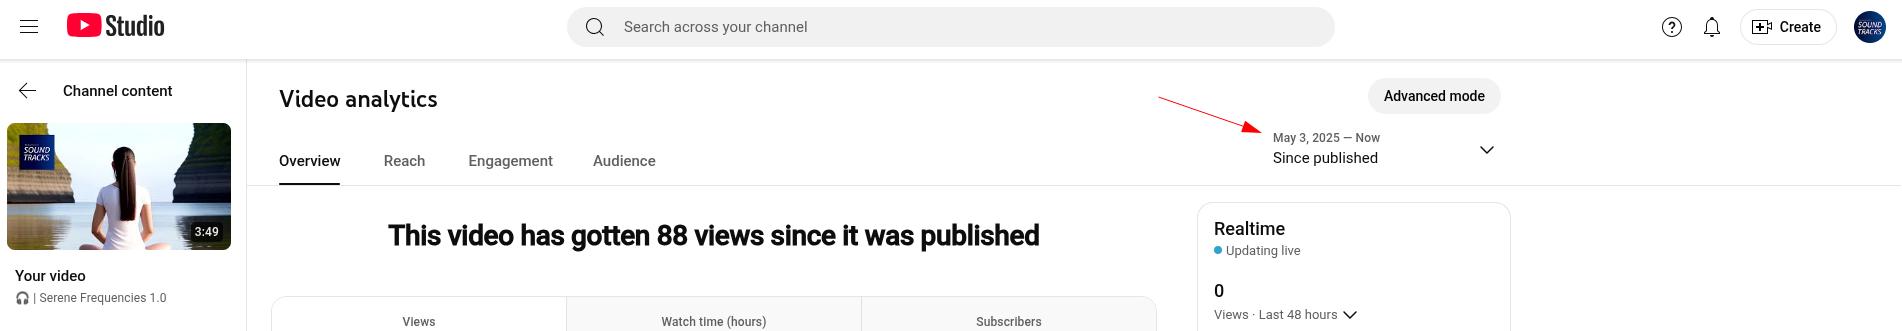 Studio
Search across your channel
Create
SOUND
TRACKS
Channel content
SOUND
TRACKS
3:49
Your video
🎧 | Serene Frequencies 1.0
Video analytics
Advanced mode
May 3, 2025 – Now
Since published
Overview Reach Engagement Audience
This video has gotten 88 views since it was published
Views Watch time (hours) Subscribers
Realtime
Updating live
0
Views · Last 48 hours